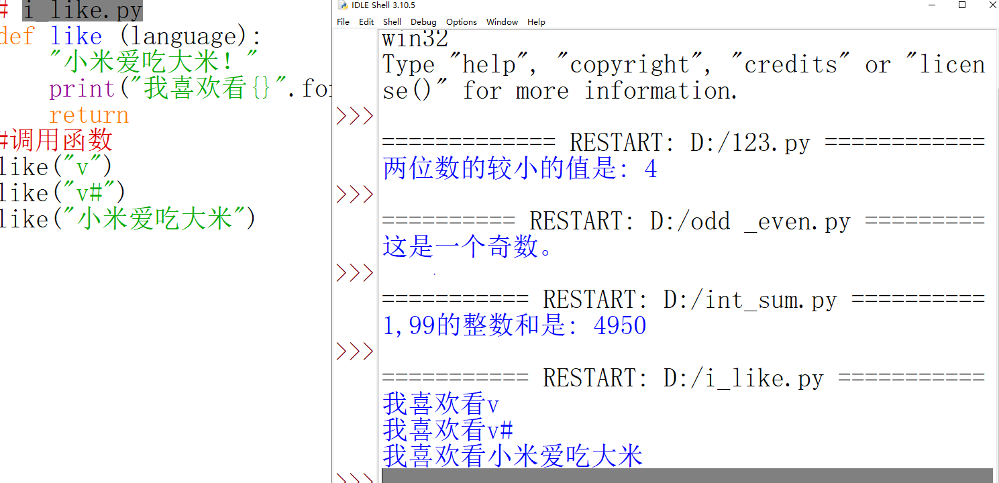 # i_like.py
def like (language):
"小米爱吃大米！"
print("我喜欢看{}".for
return
#调用函数
like("v")
like("v#")
like("小米爱吃大米")
IDLE Shell 3.10.5
File Edit Shell Debug Options Window Help
win32
Type "help", "copyright", "credits" or "licen
se()" for more information.
>>>
============= RESTART: D:/123.py ============
两位数的较小的值是: 4
>>>
========== RESTART: D:/odd _even.py =========
这是一个奇数。
>>>
=========== RESTART: D:/int_sum.py ==========
1,99的整数和是: 4950
>>>
=========== RESTART: D:/i_like.py ===========
我喜欢看v
我喜欢看v#
我喜欢看小米爱吃大米
>>>